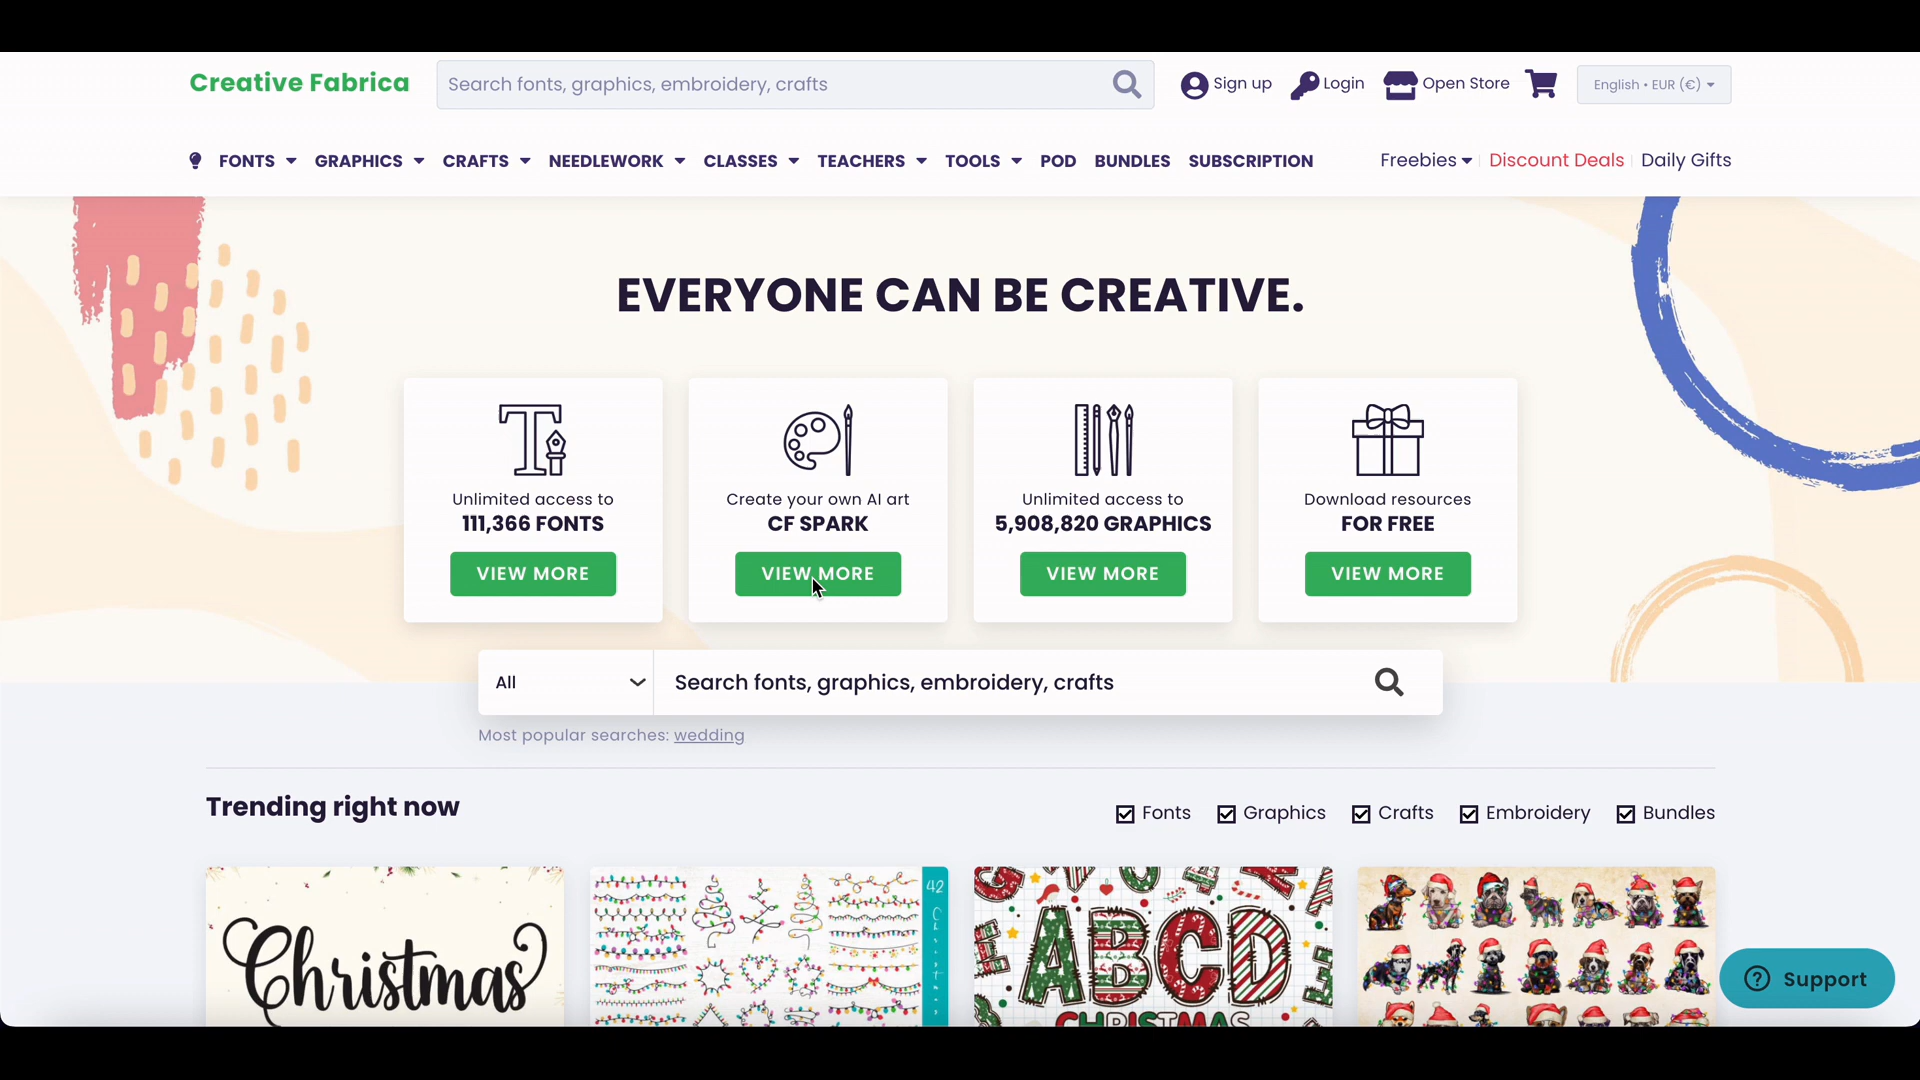 Creative Fabrica
Search fonts, graphics, embroidery, crafts
Sign up
Login
Open Store
English • EUR (€)
FONTS
GRAPHICS
CRAFTS
NEEDLEWORK
CLASSES
TEACHERS
TOOLS
POD
BUNDLES
SUBSCRIPTION
Freebies
Discount Deals
Daily Gifts
EVERYONE CAN BE CREATIVE.
Unlimited access to
111,366 FONTS
VIEW MORE
Create your own AI art
CF SPARK
VIEW MORE
Unlimited access to
5,908,820 GRAPHICS
VIEW MORE
Download resources
FOR FREE
VIEW MORE
All
Search fonts, graphics, embroidery, crafts
Most popular searches: wedding
Trending right now
Fonts
Graphics
Crafts
Embroidery
Bundles
Christmas
42
ABCD
CHRISTMAS
Support